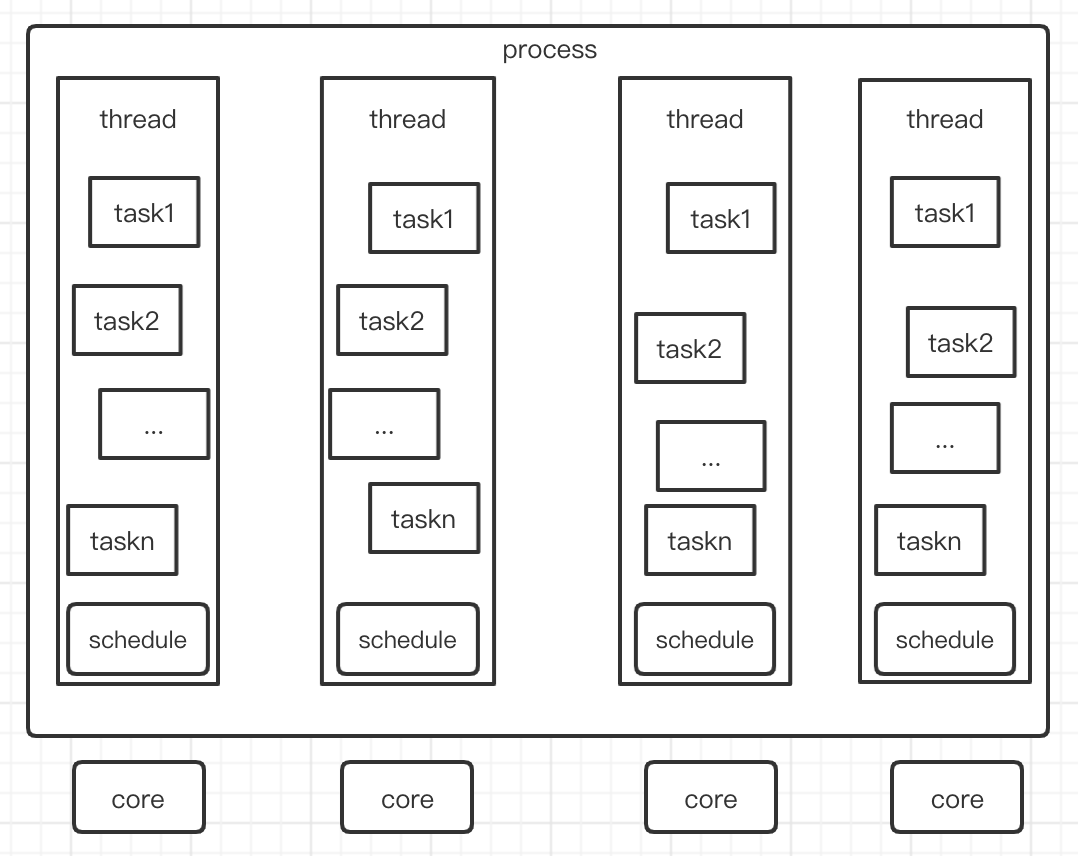 process
thread
task1
task2
...
taskn
schedule
thread
task1
task2
...
taskn
schedule
thread
task1
task2
...
taskn
schedule
thread
task1
task2
...
taskn
schedule
core
core
core
core